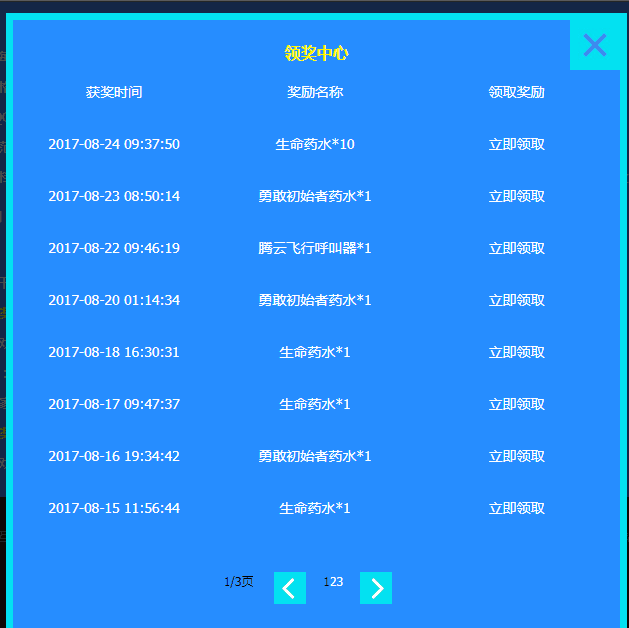 领奖中心
获奖时间 奖励名称 领取奖励
2017-08-24 09:37:50 生命药水*10 立即领取
2017-08-23 08:50:14 勇敢初始者药水*1 立即领取
2017-08-22 09:46:19 腾云飞行呼叫器*1 立即领取
2017-08-20 01:14:34 勇敢初始者药水*1 立即领取
2017-08-18 16:30:31 生命药水*1 立即领取
2017-08-17 09:47:37 生命药水*1 立即领取
2017-08-16 19:34:42 勇敢初始者药水*1 立即领取
2017-08-15 11:56:44 生命药水*1 立即领取
1/3页 123